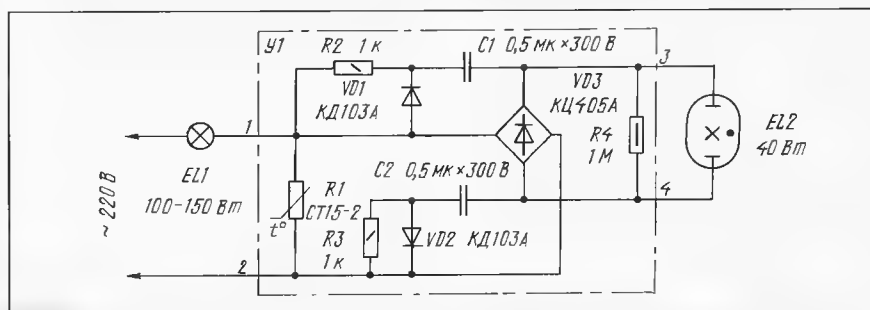 У1
R2 1 к
C1 0,5 мк × 300 В
3
VD1
КД103А
VD3
КЦ405А
1
R4
1 М
EL2
40 Вт
EL1
100-150 Вт
C2 0,5 мк × 300 В
4
~ 220 В
R1
СТ15-2
t°
R3
1 к
VD2 КД103А
2